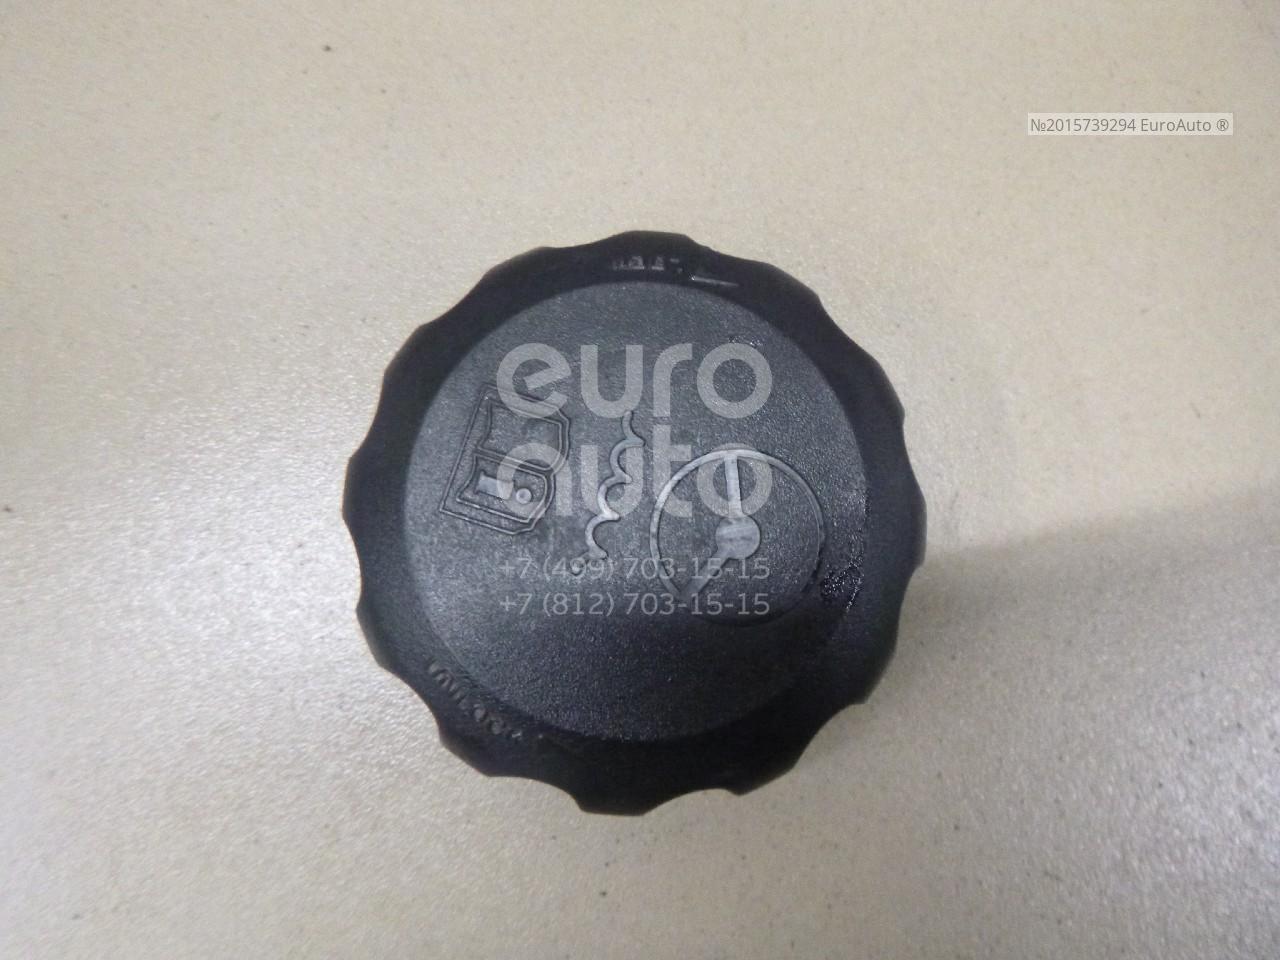 №2015739294 EuroAuto ®
euro
auto
+7 (499) 703-15-15
+7 (812) 703-15-15